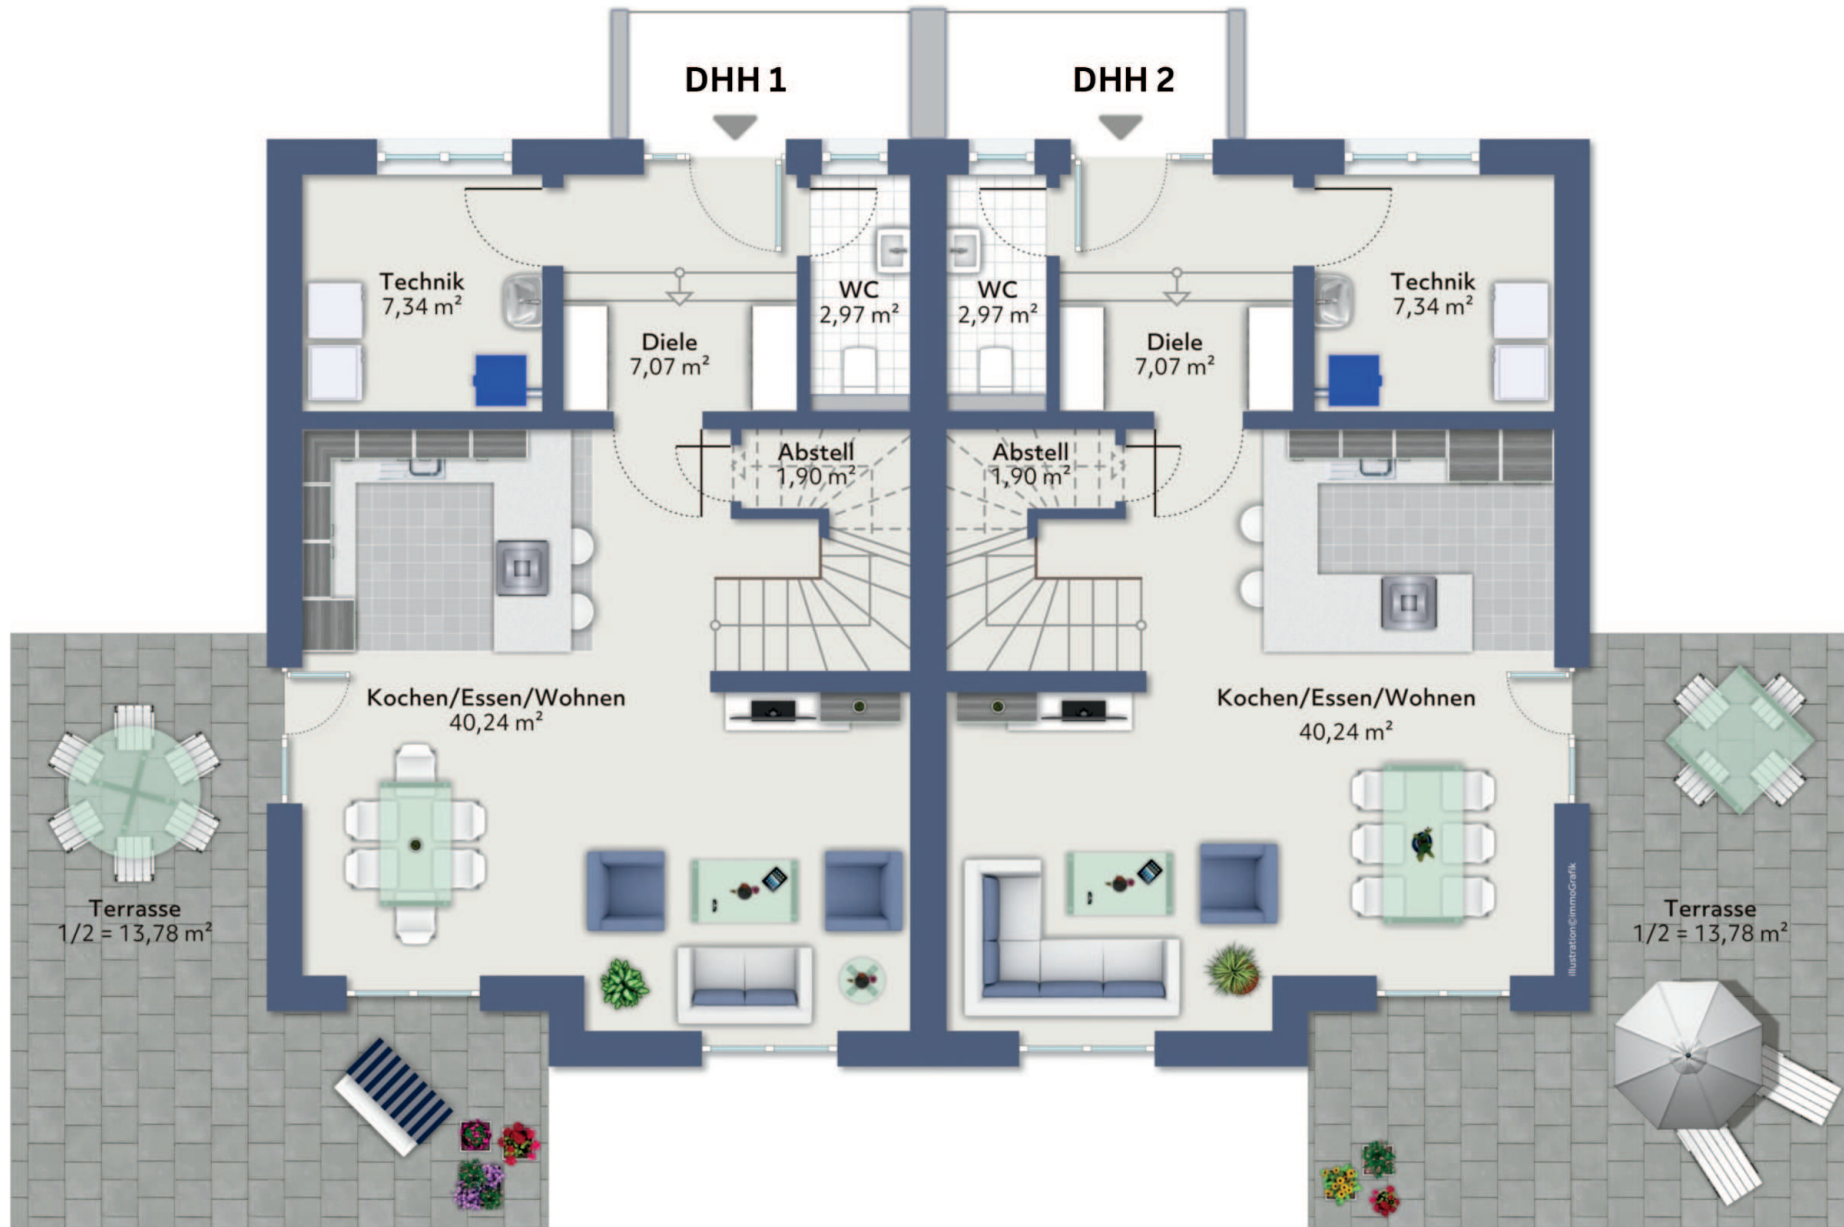 DHH 1
DHH 2
Technik
7,34 m²
WC
2,97 m²
WC
2,97 m²
Technik
7,34 m²
Diele
7,07 m²
Diele
7,07 m²
Abstell
1,90 m²
Abstell
1,90 m²
Kochen/Essen/Wohnen
40,24 m²
Kochen/Essen/Wohnen
40,24 m²
Terrasse
1/2 = 13,78 m²
Terrasse
1/2 = 13,78 m²
Illustration©immoGrafik